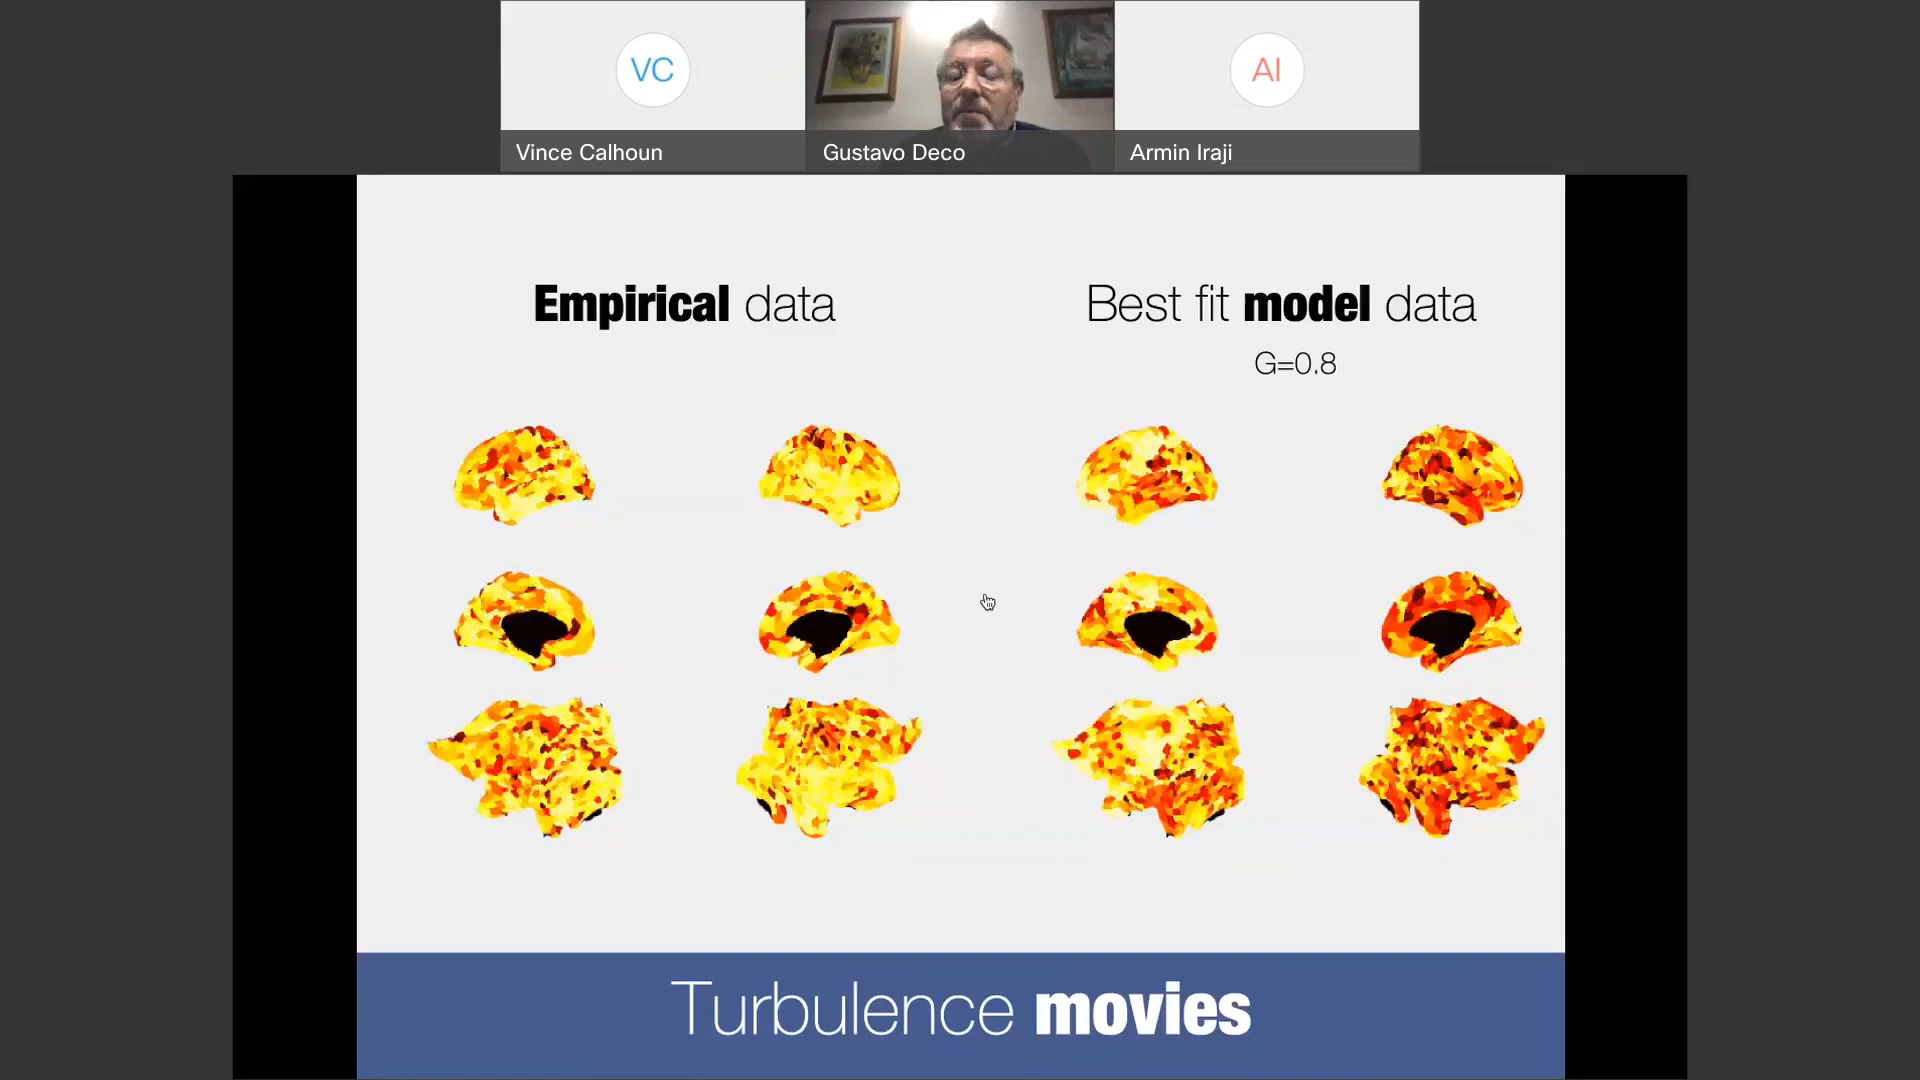 VC
AI
Vince Calhoun
Gustavo Deco
Armin Iraji
Empirical data
Best fit model data
G=0.8
Turbulence movies